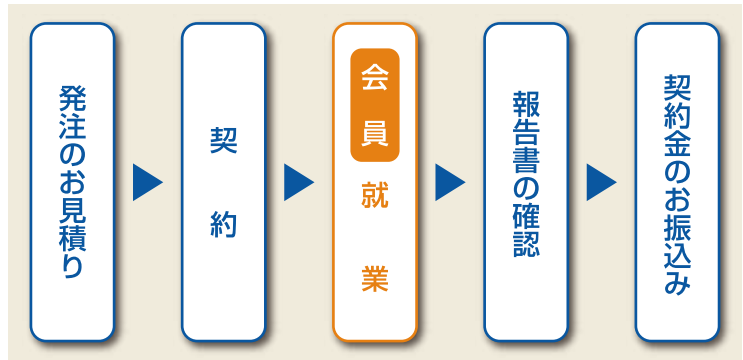 発注のお見積り
契約
会員就業
報告書の確認
契約金のお振込み